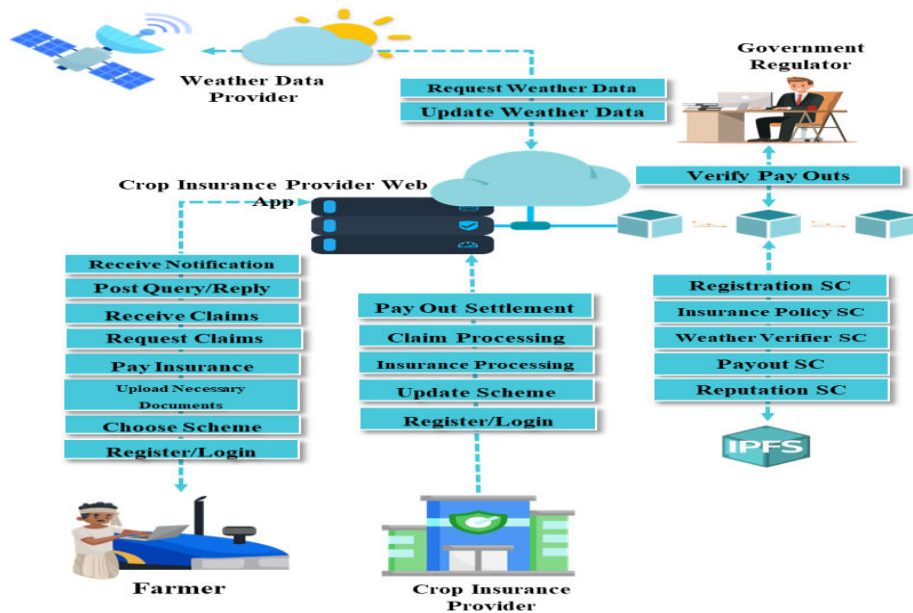 Weather Data
Provider
Request Weather Data
Update Weather Data
Government
Regulator
Verify Pay Outs
Crop Insurance Provider Web
App
Receive Notification
Post Query/Reply
Receive Claims
Request Claims
Pay Insurance
Upload Necessary
Documents
Choose Scheme
Register/Login
Farmer
Pay Out Settlement
Claim Processing
Insurance Processing
Update Scheme
Register/Login
Crop Insurance
Provider
Registration SC
Insurance Policy SC
Weather Verifier SC
Payout SC
Reputation SC
IPFS